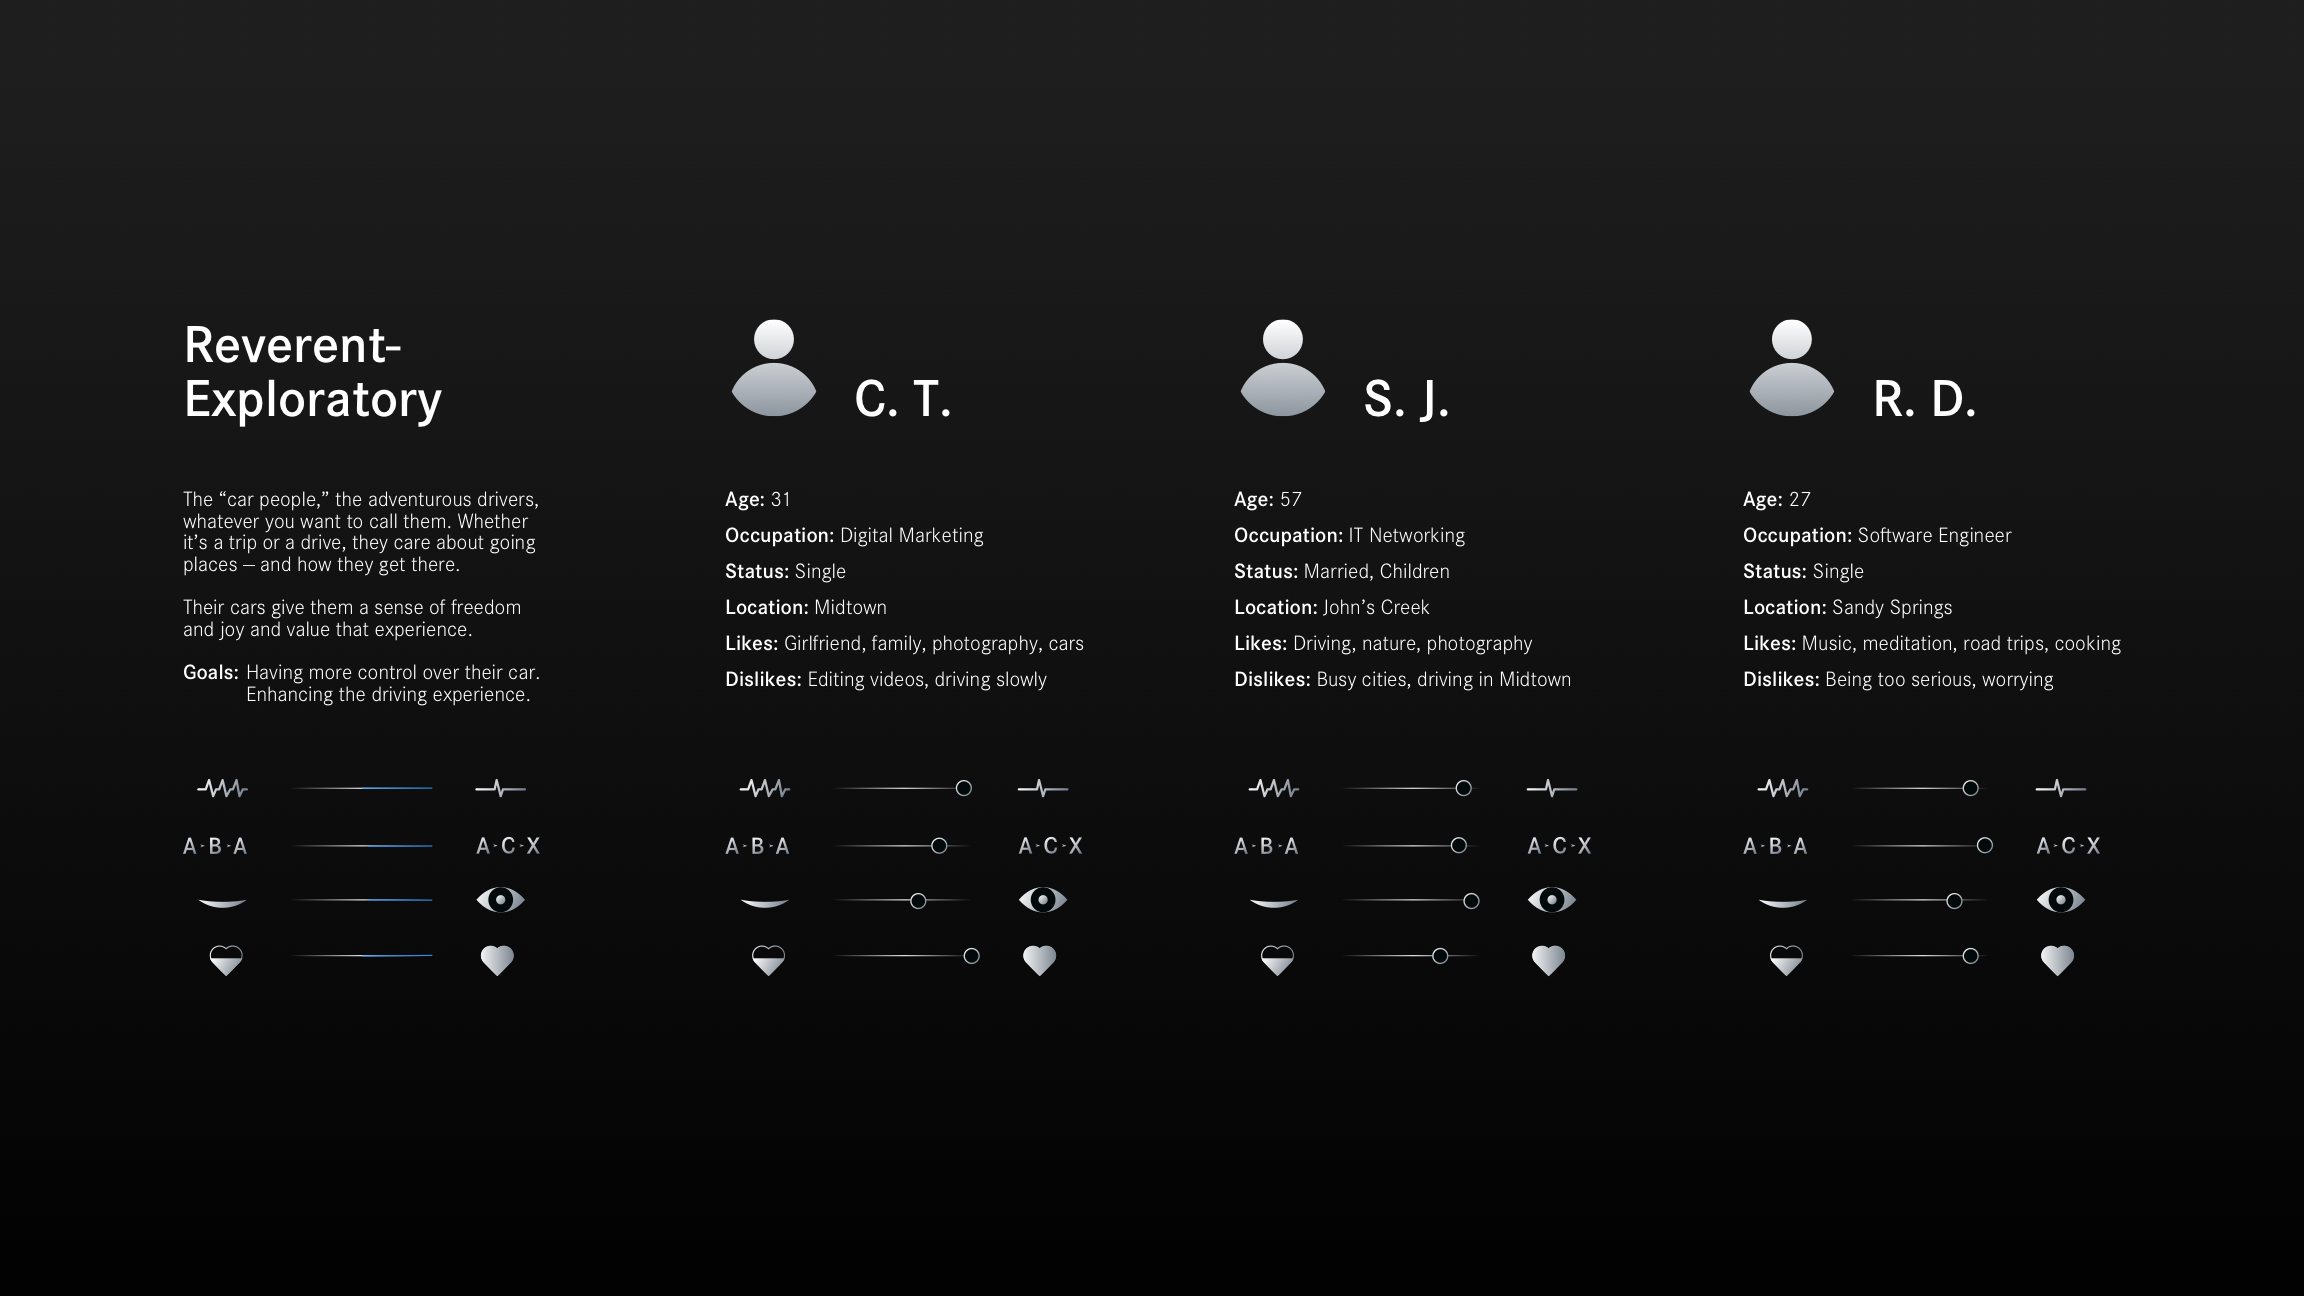 Reverent-
Exploratory
The “car people,” the adventurous drivers,
whatever you want to call them. Whether
it’s a trip or a drive, they care about going
places – and how they get there.
Their cars give them a sense of freedom
and joy and value that experience.
Goals: Having more control over their car.
Enhancing the driving experience.
A-B-A A-C-X
C. T.
Age: 31
Occupation: Digital Marketing
Status: Single
Location: Midtown
Likes: Girlfriend, family, photography, cars
Dislikes: Editing videos, driving slowly
A-B-A A-C-X
S. J.
Age: 57
Occupation: IT Networking
Status: Married, Children
Location: John’s Creek
Likes: Driving, nature, photography
Dislikes: Busy cities, driving in Midtown
A-B-A A-C-X
R. D.
Age: 27
Occupation: Software Engineer
Status: Single
Location: Sandy Springs
Likes: Music, meditation, road trips, cooking
Dislikes: Being too serious, worrying
A-B-A A-C-X